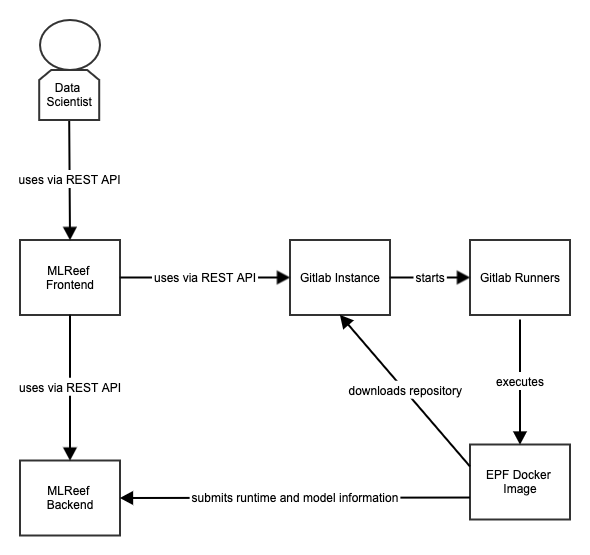 Data
Scientist
uses via REST API
MLReef
Frontend
uses via REST API
Gitlab Instance
starts
Gitlab Runners
uses via REST API
downloads repository
executes
MLReef
Backend
submits runtime and model information
EPF Docker
Image